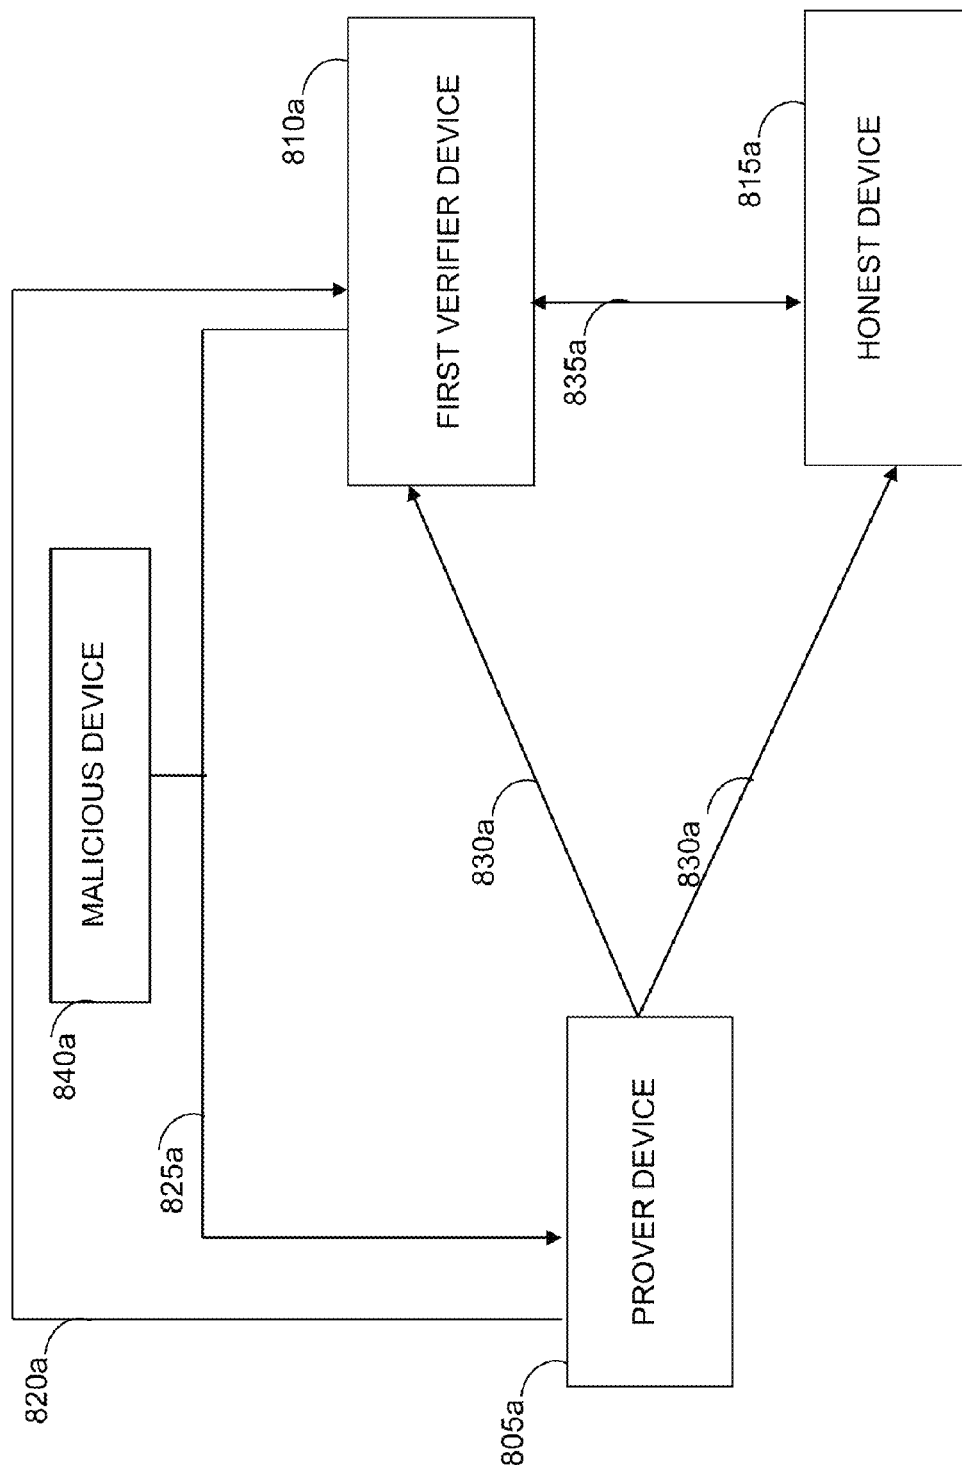 820a
840a
MALICIOUS DEVICE
825a
810a
FIRST VERIFIER DEVICE
830a
805a
835a
PROVER DEVICE
830a
815a
HONEST DEVICE